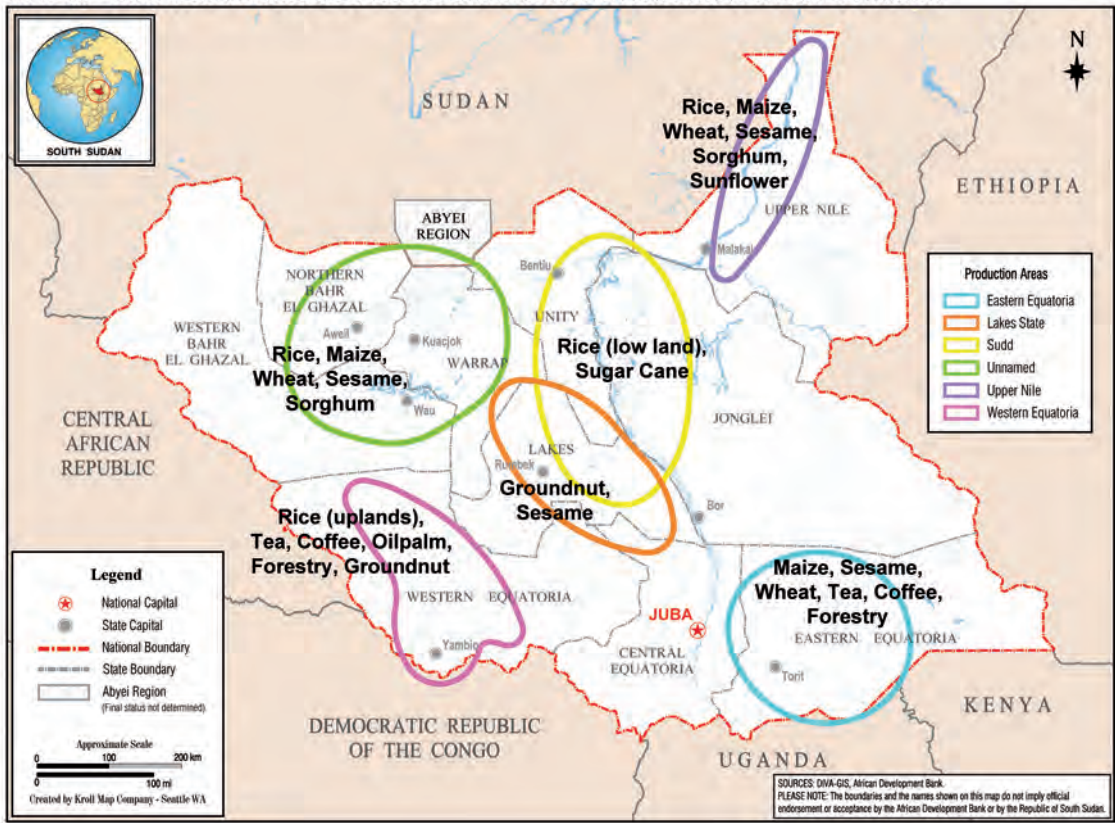 SOUTH SUDAN
N
SUDAN
ETHIOPIA
CENTRAL
AFRICAN
REPUBLIC
DEMOCRATIC REPUBLIC
OF THE CONGO
UGANDA
KENYA
Rice, Maize,
Wheat, Sesame,
Sorghum,
Sunflower
UPPER NILE
Malakal
ABYEI
REGION
NORTHERN
BAHR
EL GHAZAL
WESTERN
BAHR
EL GHAZAL
Aweil
Kuacjok
WARRAP
Wau
Rice, Maize,
Wheat, Sesame,
Sorghum
Bentiu
UNITY
Rice (low land),
Sugar Cane
JONGLEI
LAKES
Rumbek
Groundnut,
Sesame
Bor
Rice (uplands),
Tea, Coffee, Oilpalm,
Forestry, Groundnut
WESTERN EQUATORIA
Yambio
JUBA
CENTRAL
EQUATORIA
Maize, Sesame,
Wheat, Tea, Coffee,
Forestry
EASTERN EQUATORIA
Torit
Production Areas
Eastern Equatoria
Lakes State
Sudd
Unnamed
Upper Nile
Western Equatoria
Legend
National Capital
State Capital
National Boundary
State Boundary
Abyei Region
(Final status not determined)
Approximate Scale
0 100 200 km
0 100 mi
Created by Kroll Map Company - Seattle WA
SOURCES: DIVA-GIS, African Development Bank.
PLEASE NOTE: The boundaries and the names shown on this map do not imply official
endorsement or acceptance by the African Development Bank or by the Republic of South Sudan.